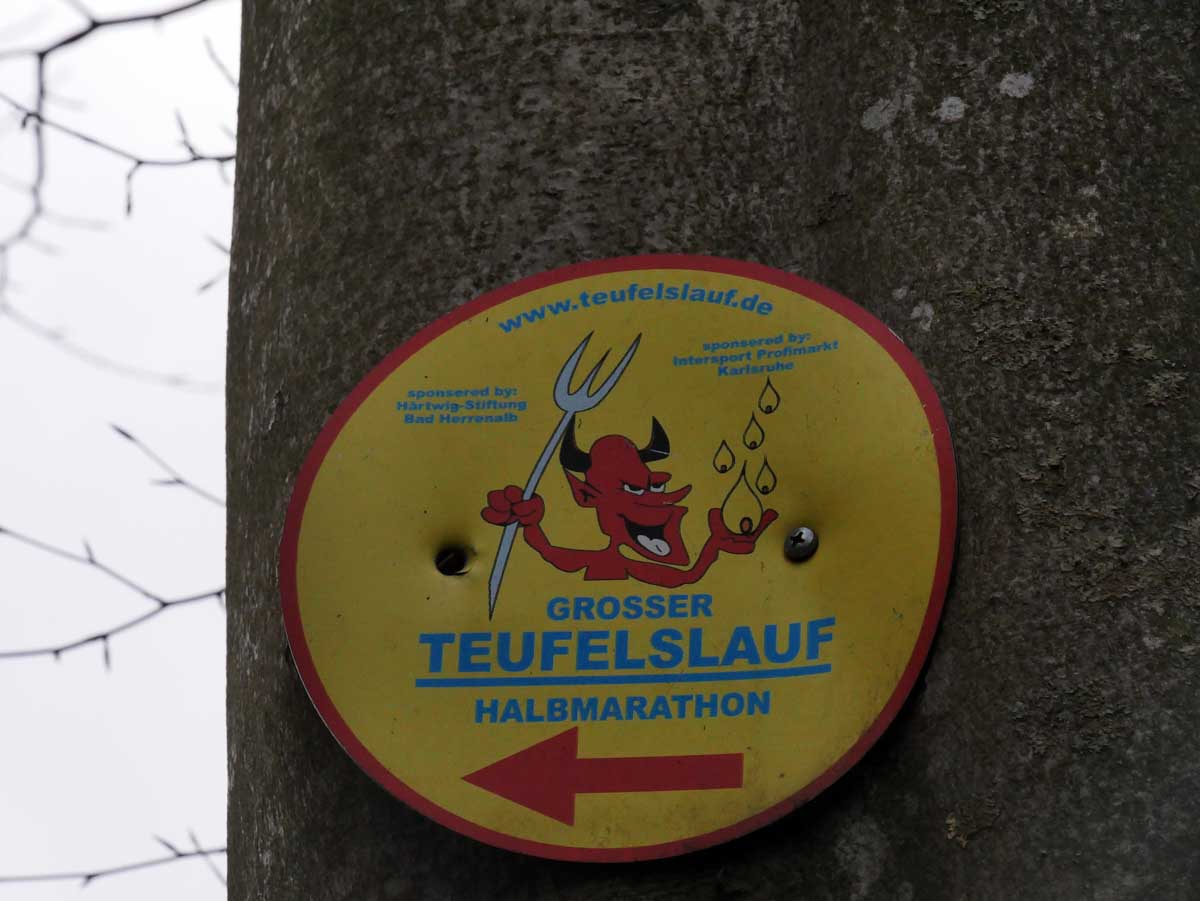 www.teufelslauf.de
sponsered by:
Härtwig-Stiftung
Bad Herrenalb
sponsered by:
Intersport Profimarkt
Karlsruhe
GROSSER
TEUFELSLAUF
HALBMARATHON